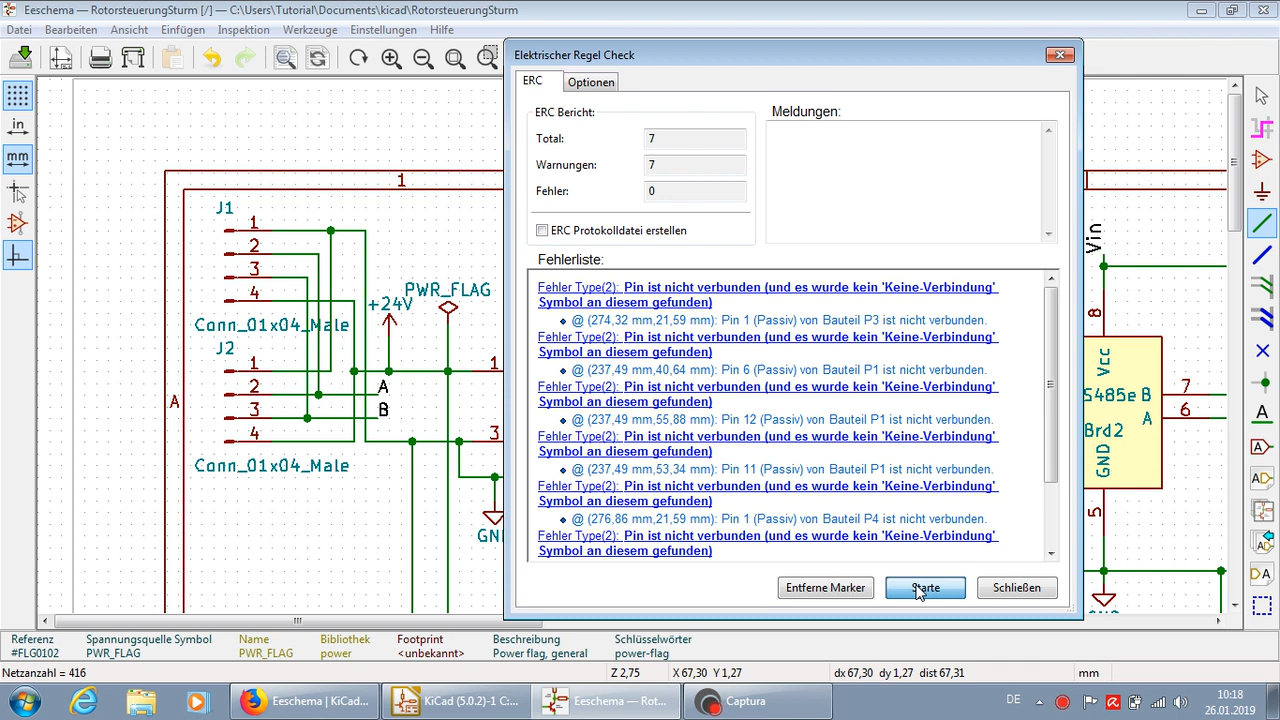 Eeschema — RotorsteuerungSturm [/] — C:\Users\Tutorial\Documents\kicad\RotorsteuerungSturm
Datei Bearbeiten Ansicht Einfügen Inspektion Werkzeuge Einstellungen Hilfe
Elektrischer Regel Check
ERC Optionen
ERC Bericht:
Total: 7
Warnungen: 7
Fehler: 0
ERC Protokolldatei erstellen
Meldungen:
Fehlerliste:
Fehler Type(2): Pin ist nicht verbunden (und es wurde kein 'Keine-Verbindung'
Symbol an diesem gefunden)
@ (274,32 mm,21,59 mm): Pin 1 (Passiv) von Bauteil P3 ist nicht verbunden.
Fehler Type(2): Pin ist nicht verbunden (und es wurde kein 'Keine-Verbindung'
Symbol an diesem gefunden)
@ (237,49 mm,40,64 mm): Pin 6 (Passiv) von Bauteil P1 ist nicht verbunden.
Fehler Type(2): Pin ist nicht verbunden (und es wurde kein 'Keine-Verbindung'
Symbol an diesem gefunden)
@ (237,49 mm,55,88 mm): Pin 12 (Passiv) von Bauteil P1 ist nicht verbunden.
Fehler Type(2): Pin ist nicht verbunden (und es wurde kein 'Keine-Verbindung'
Symbol an diesem gefunden)
@ (237,49 mm,53,34 mm): Pin 11 (Passiv) von Bauteil P1 ist nicht verbunden.
Fehler Type(2): Pin ist nicht verbunden (und es wurde kein 'Keine-Verbindung'
Symbol an diesem gefunden)
@ (276,86 mm,21,59 mm): Pin 1 (Passiv) von Bauteil P4 ist nicht verbunden.
Fehler Type(2): Pin ist nicht verbunden (und es wurde kein 'Keine-Verbindung'
Symbol an diesem gefunden)
Entferne Marker Starte Schließen
in
mm
1
A
J1
1
2
3
4
Conn_01x04_Male
J2
1
2
3
4
Conn_01x04_Male
+24V
PWR_FLAG
A
B
1
3
GND
Vin
8
Vcc
S485e B
A
Brd2
GND
7
6
5
Referenz Spannungsquelle Symbol Name Bibliothek Footprint Beschreibung Schlüsselwörter
#FLG0102 PWR_FLAG PWR_FLAG power <unbekannt> Power flag, general power-flag
Netzanzahl = 416 Z 2,75 X 67,30 Y 1,27 dx 67,30 dy 1,27 dist 67,31 mm
Eeschema | KiCad... KiCad (5.0.2)-1 C:... Eeschema — Rot... Captura DE 10:18
26.01.2019